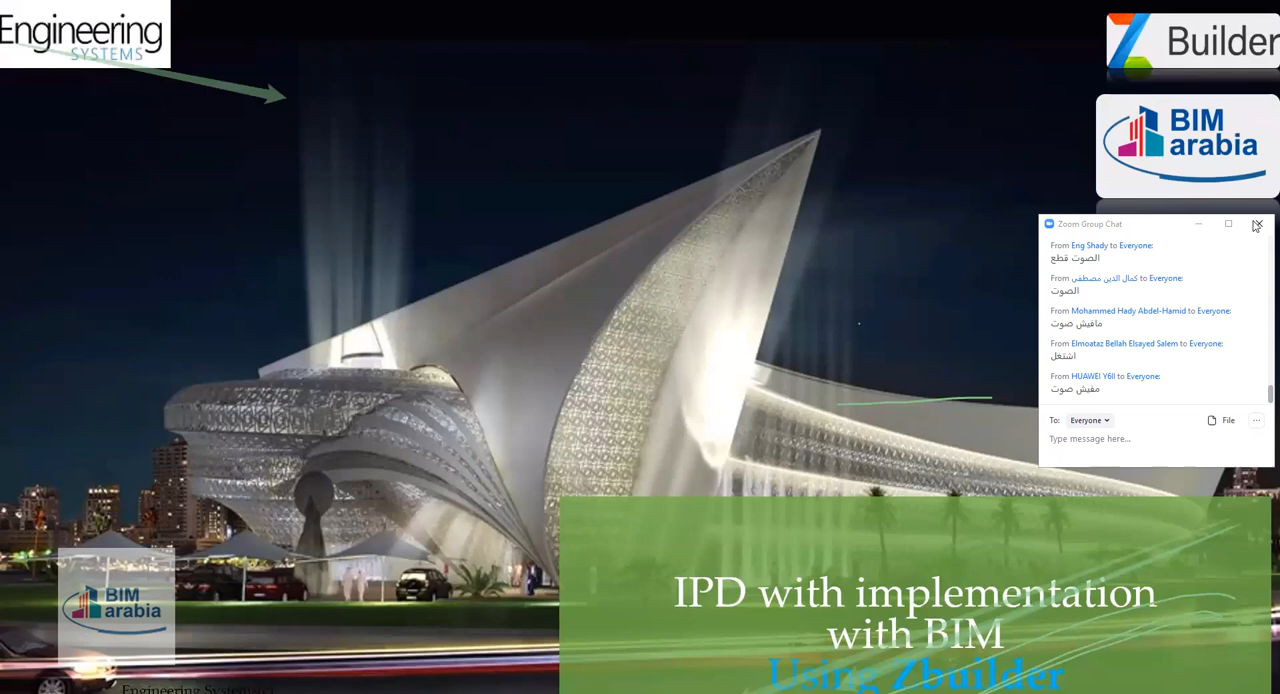 Engineering
SYSTEMS
Z Builder
BIM
arabia
Zoom Group Chat
From Eng Shady to Everyone:
الصوت قطع
From كمال الدين مصطفى to Everyone:
الصوت
From Mohammed Hady Abdel-Hamid to Everyone:
مافيش صوت
From Elmoataz Bellah Elsayed Salem to Everyone:
اشتغل
From HUAWEI Y6II to Everyone:
مفيش صوت
To: Everyone
File
Type message here...
IPD with implementation
with BIM
Using Zbuilder
BIM
arabia
Engineering Systems